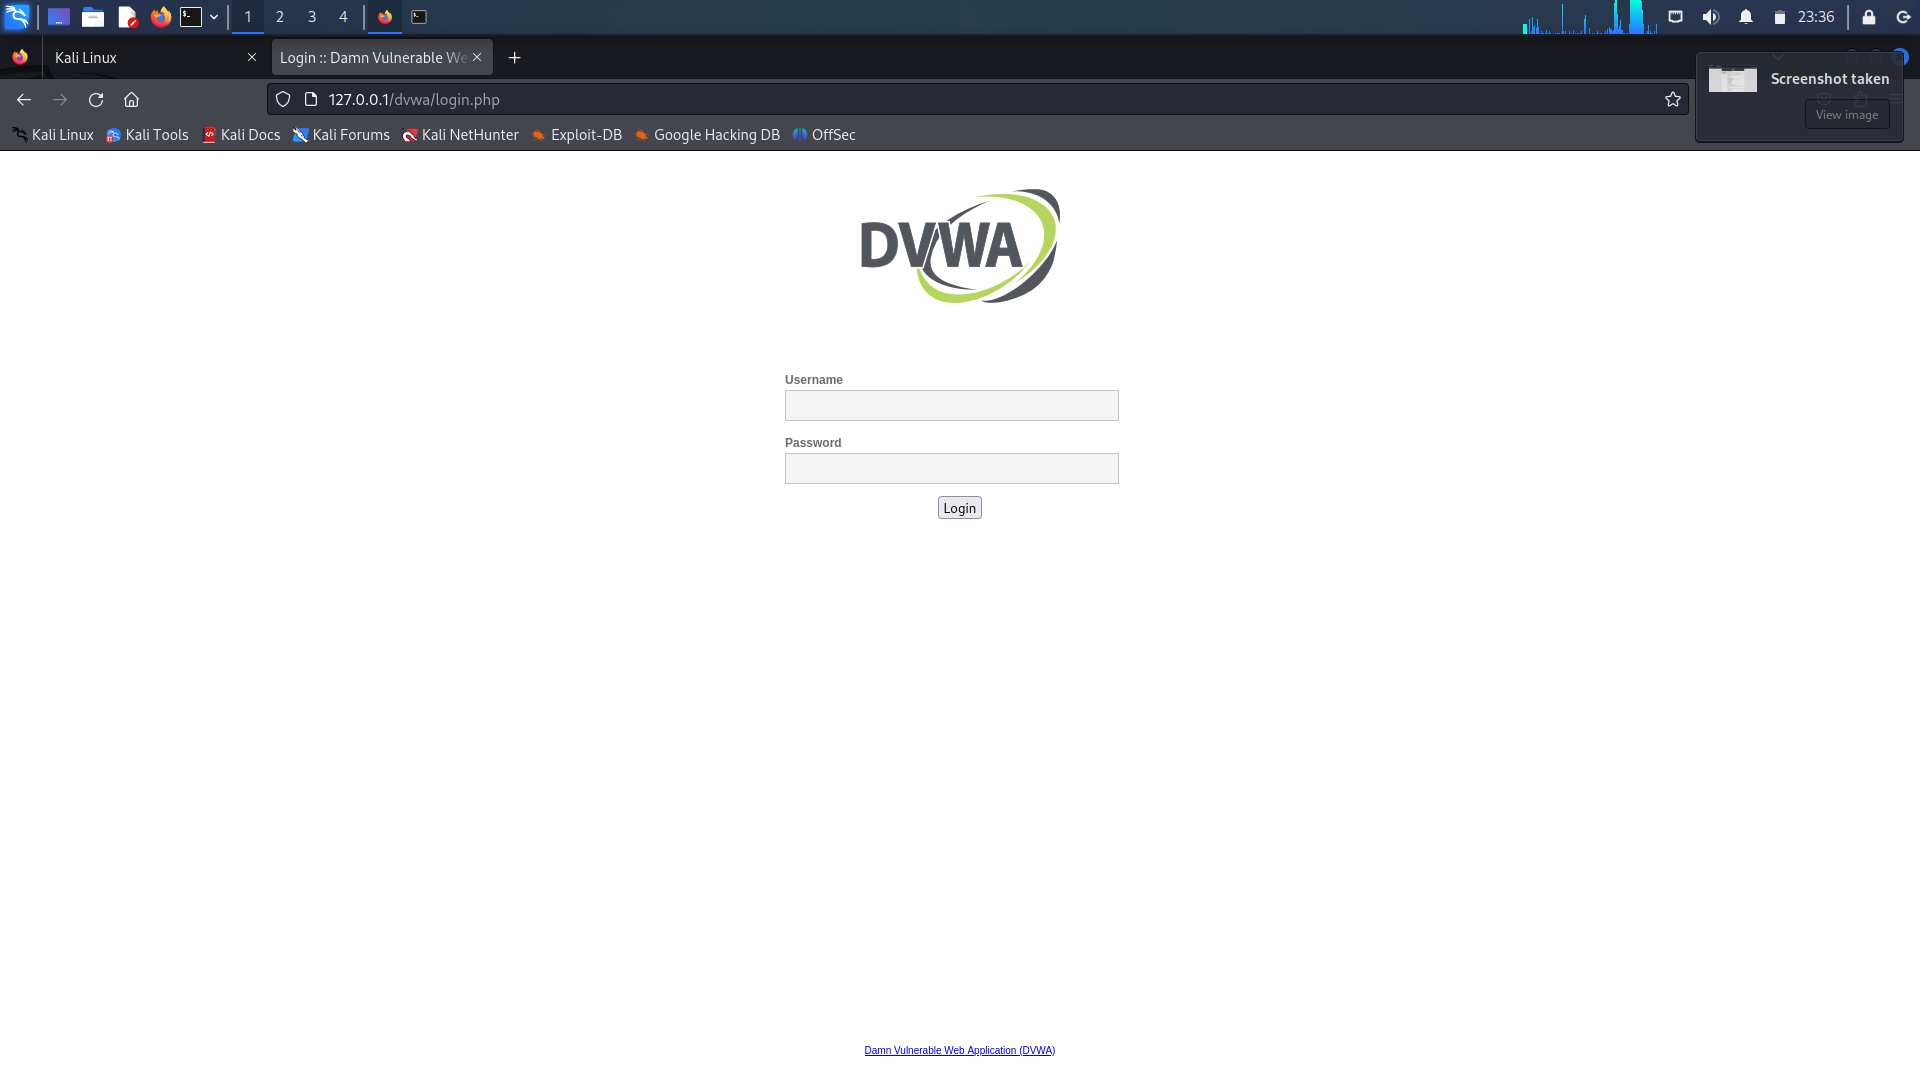 1 2 3 4 23:36
Kali Linux Login :: Damn Vulnerable We
Screenshot taken
127.0.0.1/dvwa/login.php
View image
Kali Linux Kali Tools Kali Docs Kali Forums Kali NetHunter Exploit-DB Google Hacking DB OffSec
DVWA
Username
Password
Login
Damn Vulnerable Web Application (DVWA)